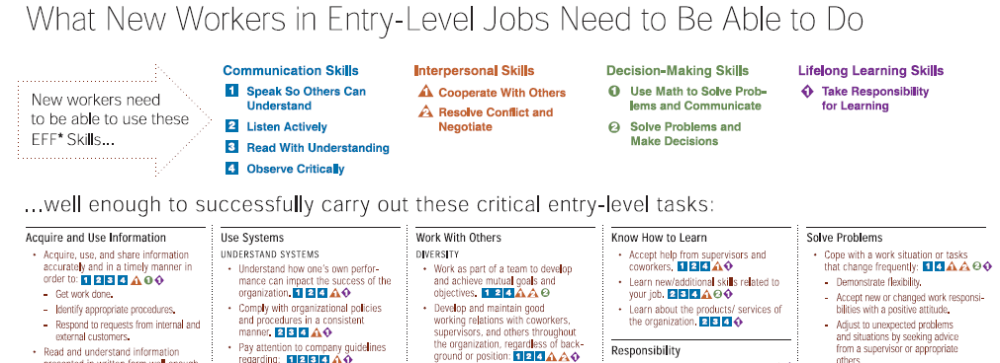 What New Workers in Entry-Level Jobs Need to Be Able to Do
New workers need
to be able to use these
EFF* Skills...
Communication Skills
1 Speak So Others Can
Understand
2 Listen Actively
3 Read With Understanding
4 Observe Critically
Interpersonal Skills
1 Cooperate With Others
2 Resolve Conflict and
Negotiate
Decision-Making Skills
1 Use Math to Solve Prob-
lems and Communicate
2 Solve Problems and
Make Decisions
Lifelong Learning Skills
1 Take Responsibility
for Learning
...well enough to successfully carry out these critical entry-level tasks:
Acquire and Use Information
• Acquire, use, and share information
accurately and in a timely manner in
order to: 1 2 3 4 1 1 1
– Get work done.
– Identify appropriate procedures.
– Respond to requests from internal and
external customers.
• Read and understand information
presented in written form well enough
Use Systems
UNDERSTAND SYSTEMS
• Understand how one's own perfor-
mance can impact the success of the
organization. 1 2 4 1 1
• Comply with organizational policies
and procedures in a consistent
manner. 2 3 4 1 1
• Pay attention to company guidelines
regarding: 1 2 3 4 1 1
Work With Others
DIVERSITY
• Work as part of a team to develop
and achieve mutual goals and
objectives. 1 2 4 1 2 2
• Develop and maintain good
working relations with coworkers,
supervisors, and others throughout
the organization, regardless of back-
ground or position: 1 2 4 1 2 1
Know How to Learn
• Accept help from supervisors and
coworkers. 1 2 4 1 1
• Learn new/additional skills related to
your job. 2 3 4 1 2 1
• Learn about the products/ services of
the organization. 2 3 4 1
Responsibility
Solve Problems
• Cope with a work situation or tasks
that change frequently: 1 4 1 2 2 1
– Demonstrate flexibility.
– Accept new or changed work responsi-
bilities with a positive attitude.
– Adjust to unexpected problems
and situations by seeking advice
from a supervisor or appropriate
others.